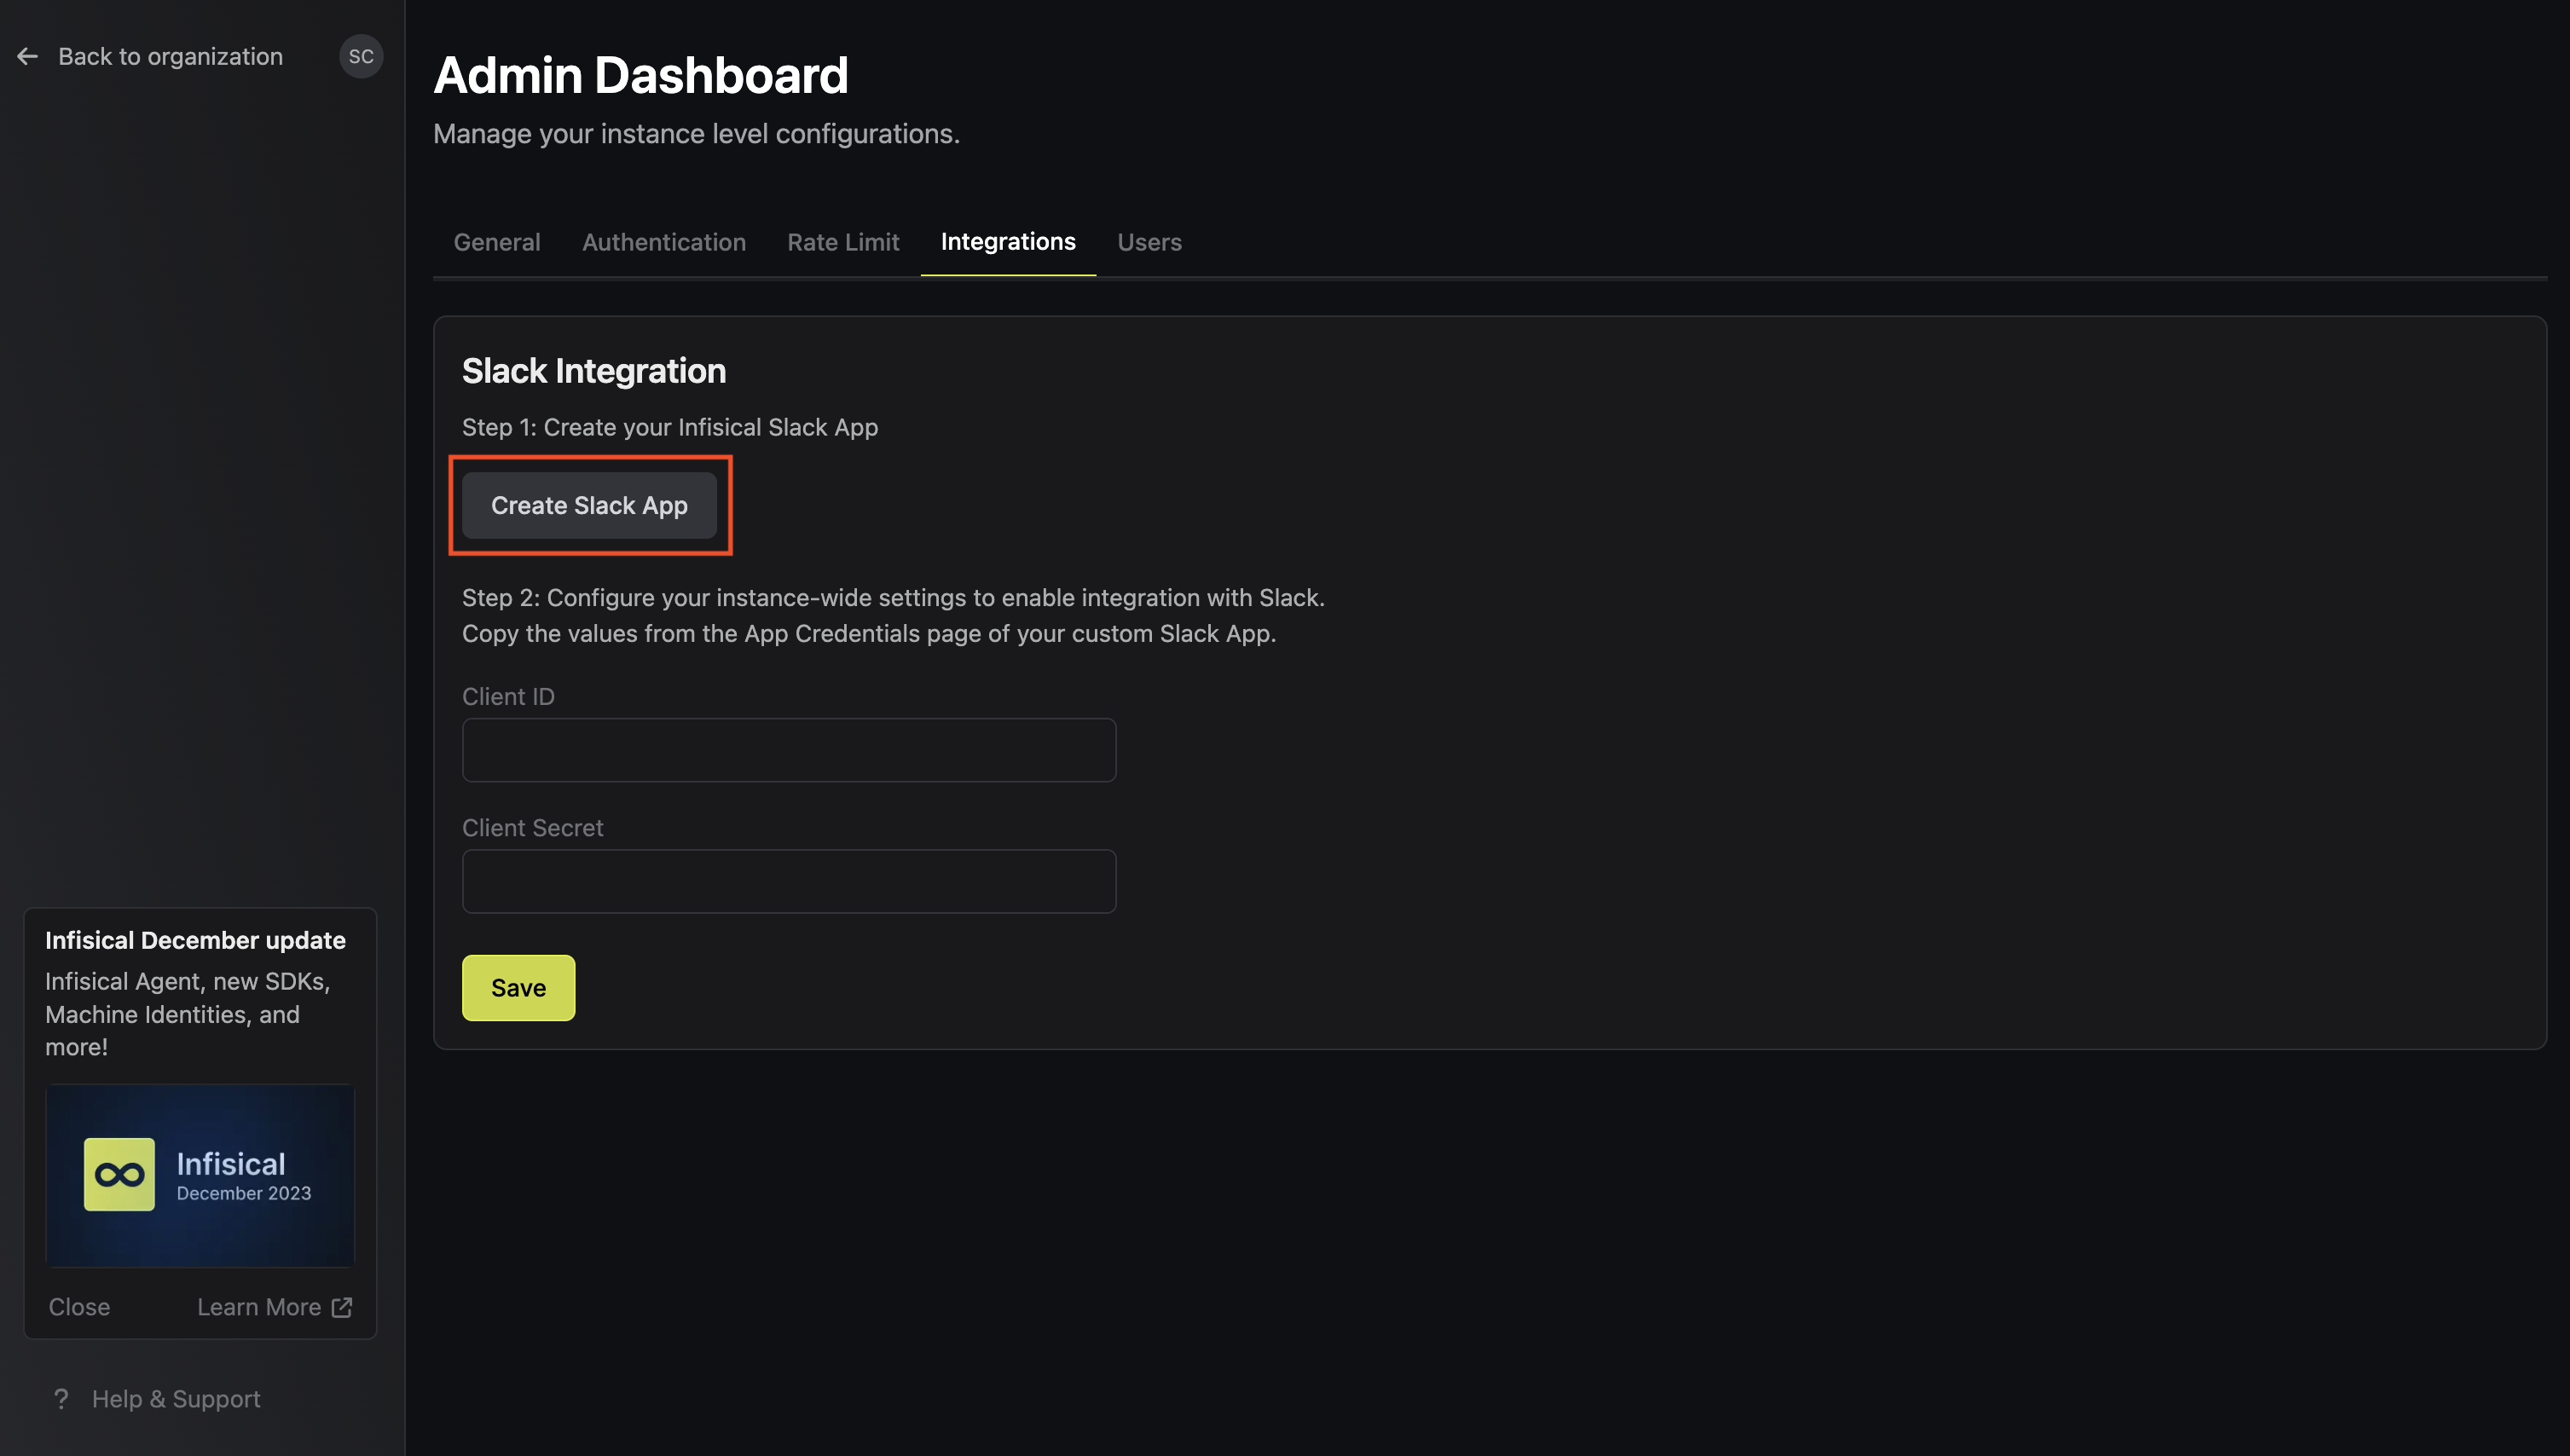 Back to organization
SC
Admin Dashboard
Manage your instance level configurations.
General
Authentication
Rate Limit
Integrations
Users
Slack Integration
Step 1: Create your Infisical Slack App
Create Slack App
Step 2: Configure your instance-wide settings to enable integration with Slack.
Copy the values from the App Credentials page of your custom Slack App.
Client ID
Client Secret
Save
Infisical December update
Infisical Agent, new SDKs,
Machine Identities, and
more!
Infisical
December 2023
Close
Learn More
? Help & Support